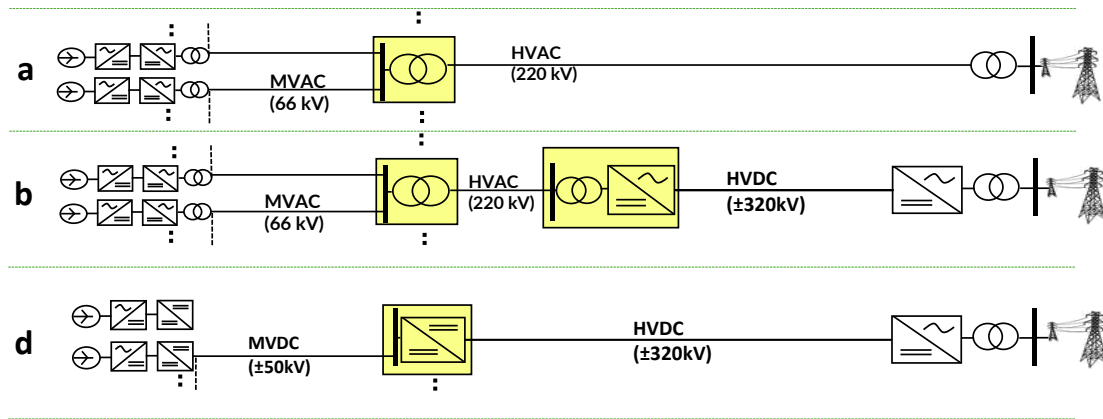 a
MVAC
(66 kV)
HVAC
(220 kV)
b
MVAC
(66 kV)
HVAC
(220 kV)
HVDC
(±320kV)
d
MVDC
(±50kV)
HVDC
(±320kV)